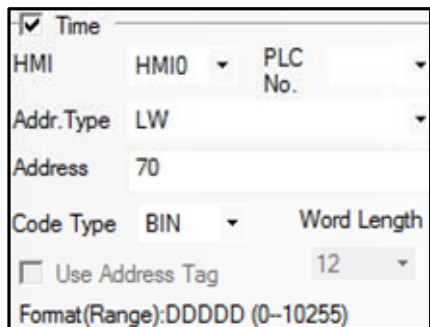 Time
HMI HMI0 PLC No.
Addr.Type LW
Address 70
Code Type BIN Word Length
Use Address Tag 12
Format(Range):DDDDD (0--10255)